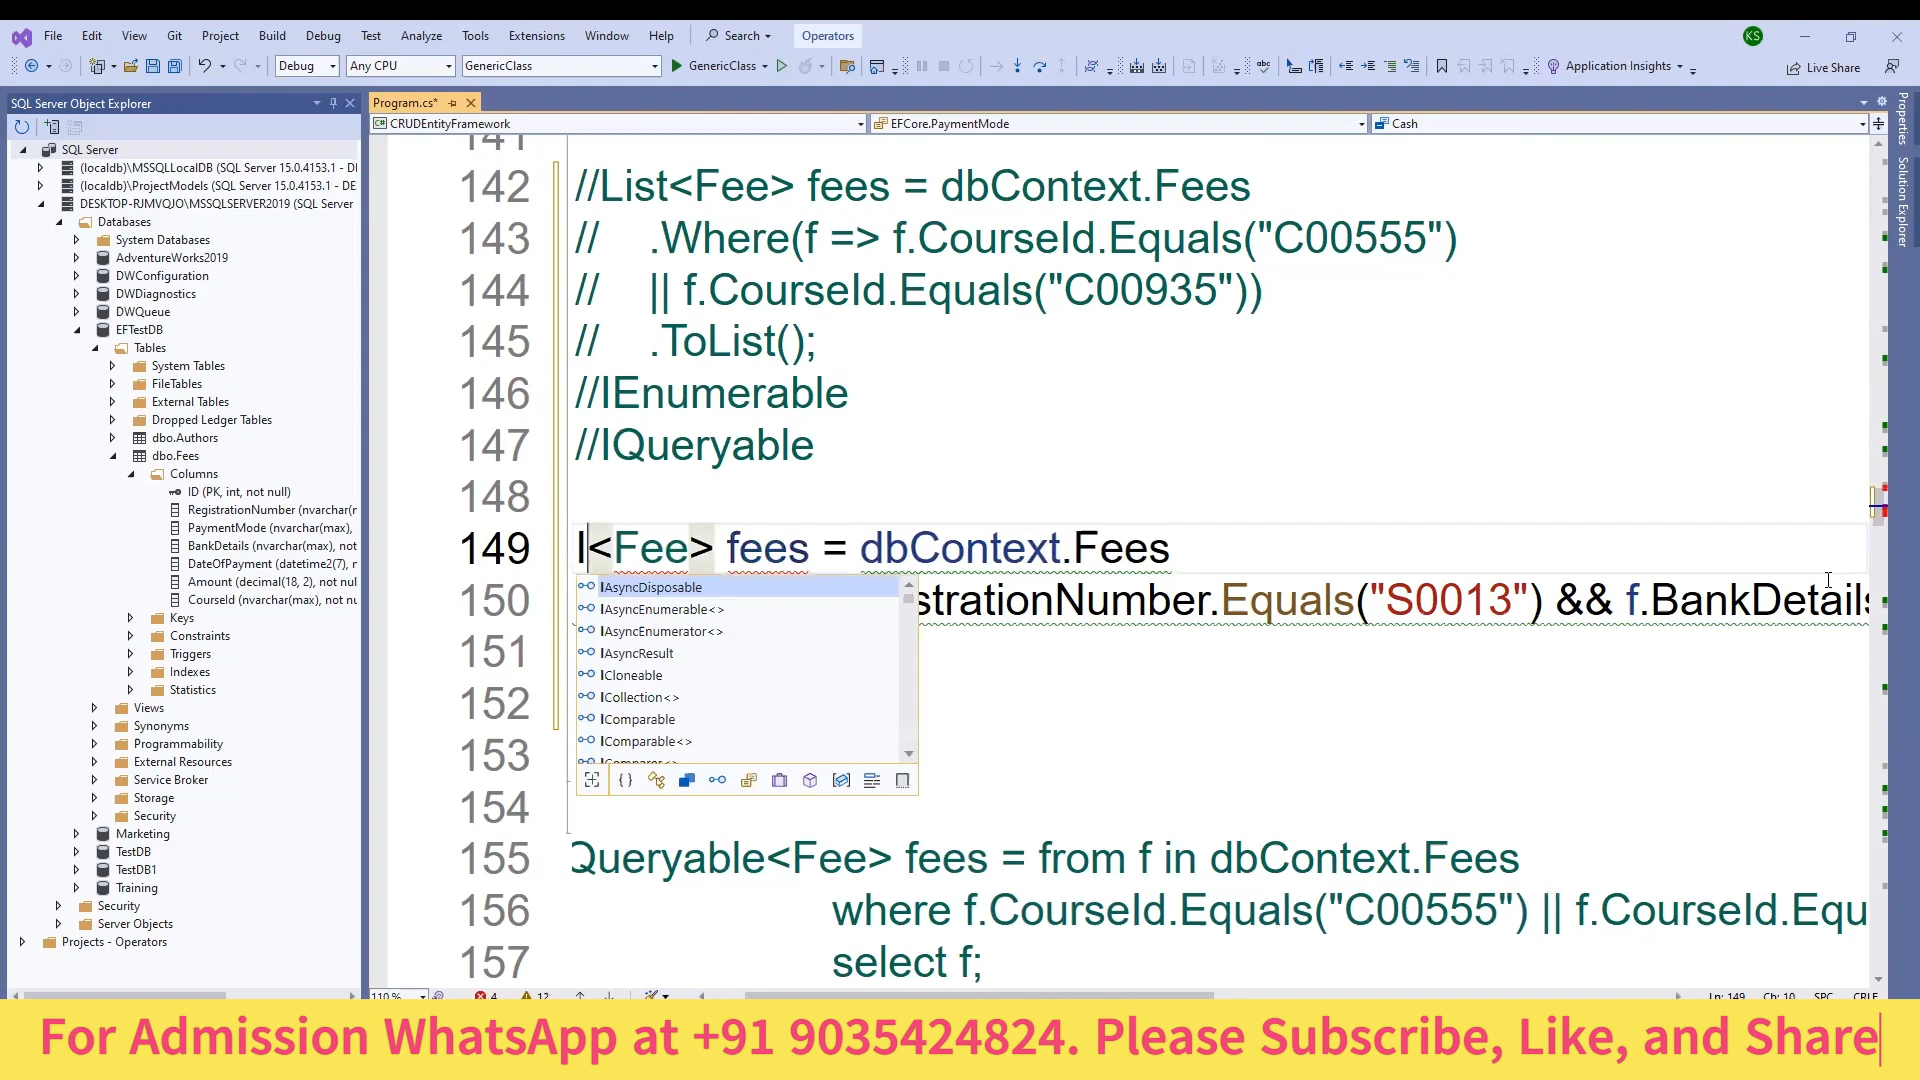 File Edit View Git Project Build Debug Test Analyze Tools Extensions Window Help Search Operators KS
Debug Any CPU GenericClass GenericClass Application Insights Live Share
SQL Server Object Explorer
Program.cs*
CRUDEntityFramework EFCore.PaymentMode Cash
Properties
Solution Explorer
SQL Server
(localdb)\MSSQLLocalDB (SQL Server 15.0.4153.1 - DI
(localdb)\ProjectModels (SQL Server 15.0.4153.1 - DE
DESKTOP-RJMVQJO\MSSQLSERVER2019 (SQL Server
Databases
System Databases
AdventureWorks2019
DWConfiguration
DWDiagnostics
DWQueue
EFTestDB
Tables
System Tables
FileTables
External Tables
Dropped Ledger Tables
dbo.Authors
dbo.Fees
Columns
ID (PK, int, not null)
RegistrationNumber (nvarchar(r
PaymentMode (nvarchar(max),
BankDetails (nvarchar(max), not
DateOfPayment (datetime2(7), n
Amount (decimal(18, 2), not nul
CourseId (nvarchar(max), not nu
Keys
Constraints
Triggers
Indexes
Statistics
Views
Synonyms
Programmability
External Resources
Service Broker
Storage
Security
Marketing
TestDB
TestDB1
Training
Security
Server Objects
Projects - Operators
141
142 //List<Fee> fees = dbContext.Fees
143 // .Where(f => f.CourseId.Equals("C00555")
144 // || f.CourseId.Equals("C00935"))
145 // .ToList();
146 //IEnumerable
147 //IQueryable
148
149 I<Fee> fees = dbContext.Fees
150 strationNumber.Equals("S0013") && f.BankDetails
151
152
153
154
155 Queryable<Fee> fees = from f in dbContext.Fees
156 where f.CourseId.Equals("C00555") || f.CourseId.Equ
157 select f;
IAsyncDisposable
IAsyncEnumerable<>
IAsyncEnumerator<>
IAsyncResult
ICloneable
ICollection<>
IComparable
IComparable<>
IComparer<>
110 % 4 12 Ln: 149 Ch: 10 SPC CRLF
For Admission WhatsApp at +91 9035424824. Please Subscribe, Like, and Share